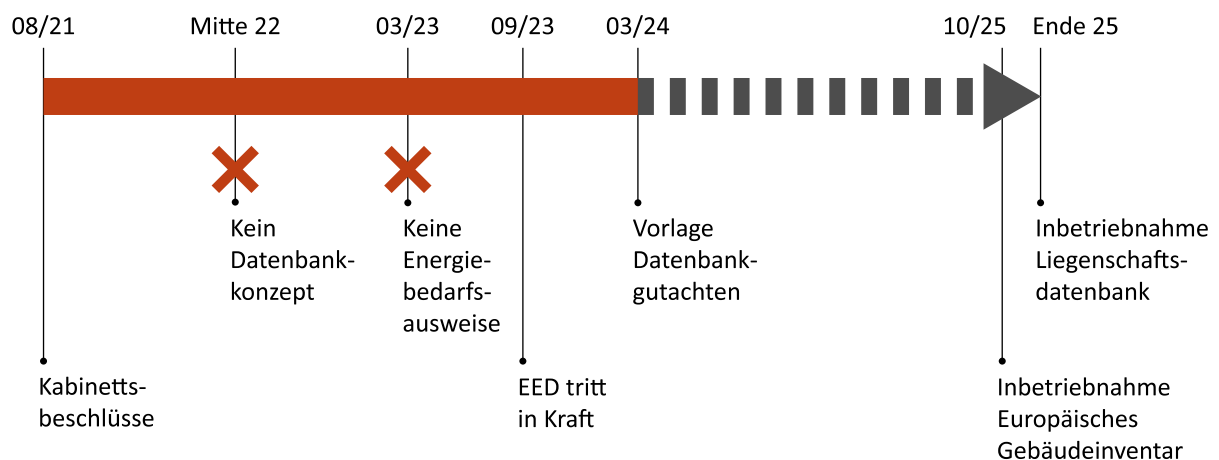 08/21
Mitte 22
03/23
09/23
03/24
10/25
Ende 25
Kein
Datenbank-
konzept
Keine
Energie-
bedarfs-
ausweise
Vorlage
Datenbank-
gutachten
Inbetriebnahme
Liegenschafts-
datenbank
Kabinetts-
beschlüsse
EED tritt
in Kraft
Inbetriebnahme
Europäisches
Gebäudeinventar